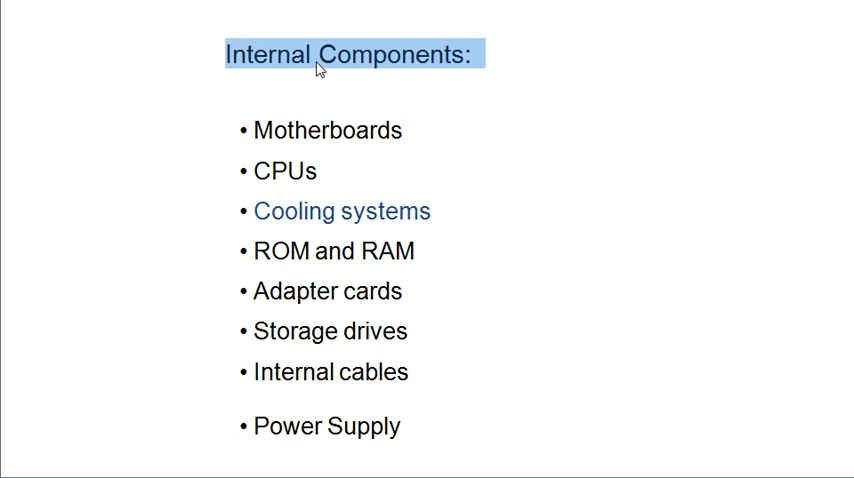 Internal Components:
• Motherboards
• CPUs
• Cooling systems
• ROM and RAM
• Adapter cards
• Storage drives
• Internal cables
• Power Supply